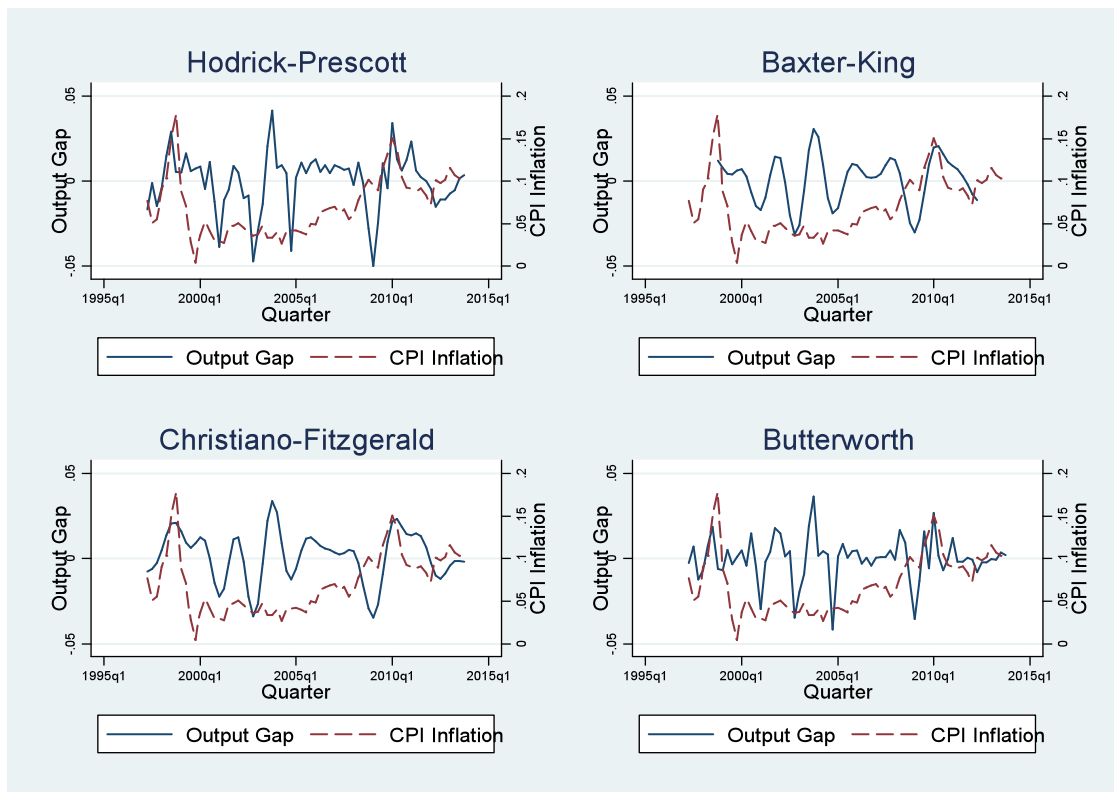 Hodrick-Prescott
Output Gap
.05
0
-.05
.2
.15
.1
.05
0
CPI Inflation
1995q1 2000q1 2005q1 2010q1 2015q1
Quarter
Output Gap CPI Inflation
Baxter-King
Output Gap
.05
0
-.05
.2
.15
.1
.05
0
CPI Inflation
1995q1 2000q1 2005q1 2010q1 2015q1
Quarter
Output Gap CPI Inflation
Christiano-Fitzgerald
Output Gap
.05
0
-.05
.2
.15
.1
.05
0
CPI Inflation
1995q1 2000q1 2005q1 2010q1 2015q1
Quarter
Output Gap CPI Inflation
Butterworth
Output Gap
.05
0
-.05
.2
.15
.1
.05
0
CPI Inflation
1995q1 2000q1 2005q1 2010q1 2015q1
Quarter
Output Gap CPI Inflation